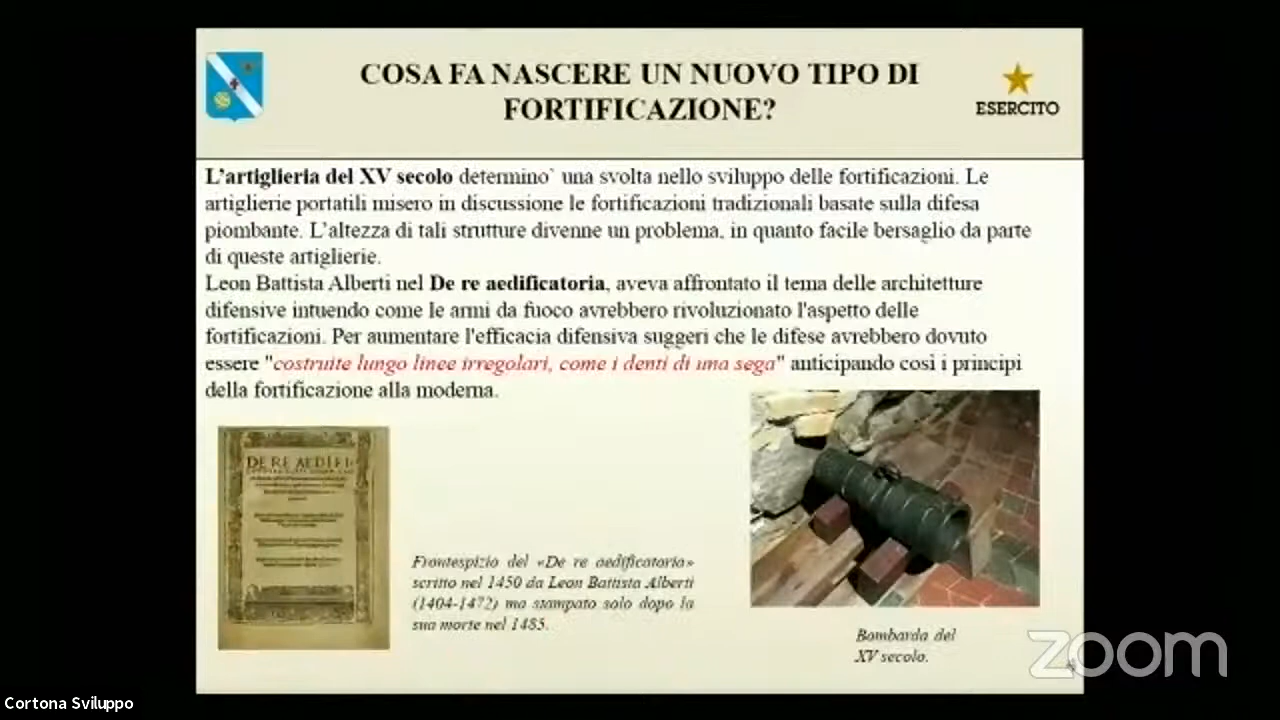 COSA FA NASCERE UN NUOVO TIPO DI
FORTIFICAZIONE?
ESERCITO
L'artiglieria del XV secolo determino` una svolta nello sviluppo delle fortificazioni. Le
artiglierie portatili misero in discussione le fortificazioni tradizionali basate sulla difesa
piombante. L'altezza di tali strutture divenne un problema, in quanto facile bersaglio da parte
di queste artiglierie.
Leon Battista Alberti nel De re aedificatoria, aveva affrontato il tema delle architetture
difensive intuendo come le armi da fuoco avrebbero rivoluzionato l'aspetto delle
fortificazioni. Per aumentare l'efficacia difensiva suggerì che le difese avrebbero dovuto
essere "costruite lungo linee irregolari, come i denti di una sega" anticipando così i principi
della fortificazione alla moderna.
DE RE AEDIFI-
Frontespizio del «De re aedificatoria»
scritto nel 1450 da Leon Battista Alberti
(1404-1472) ma stampato solo dopo la
sua morte nel 1485.
Bombarda del
XV secolo.
zoom
Cortona Sviluppo